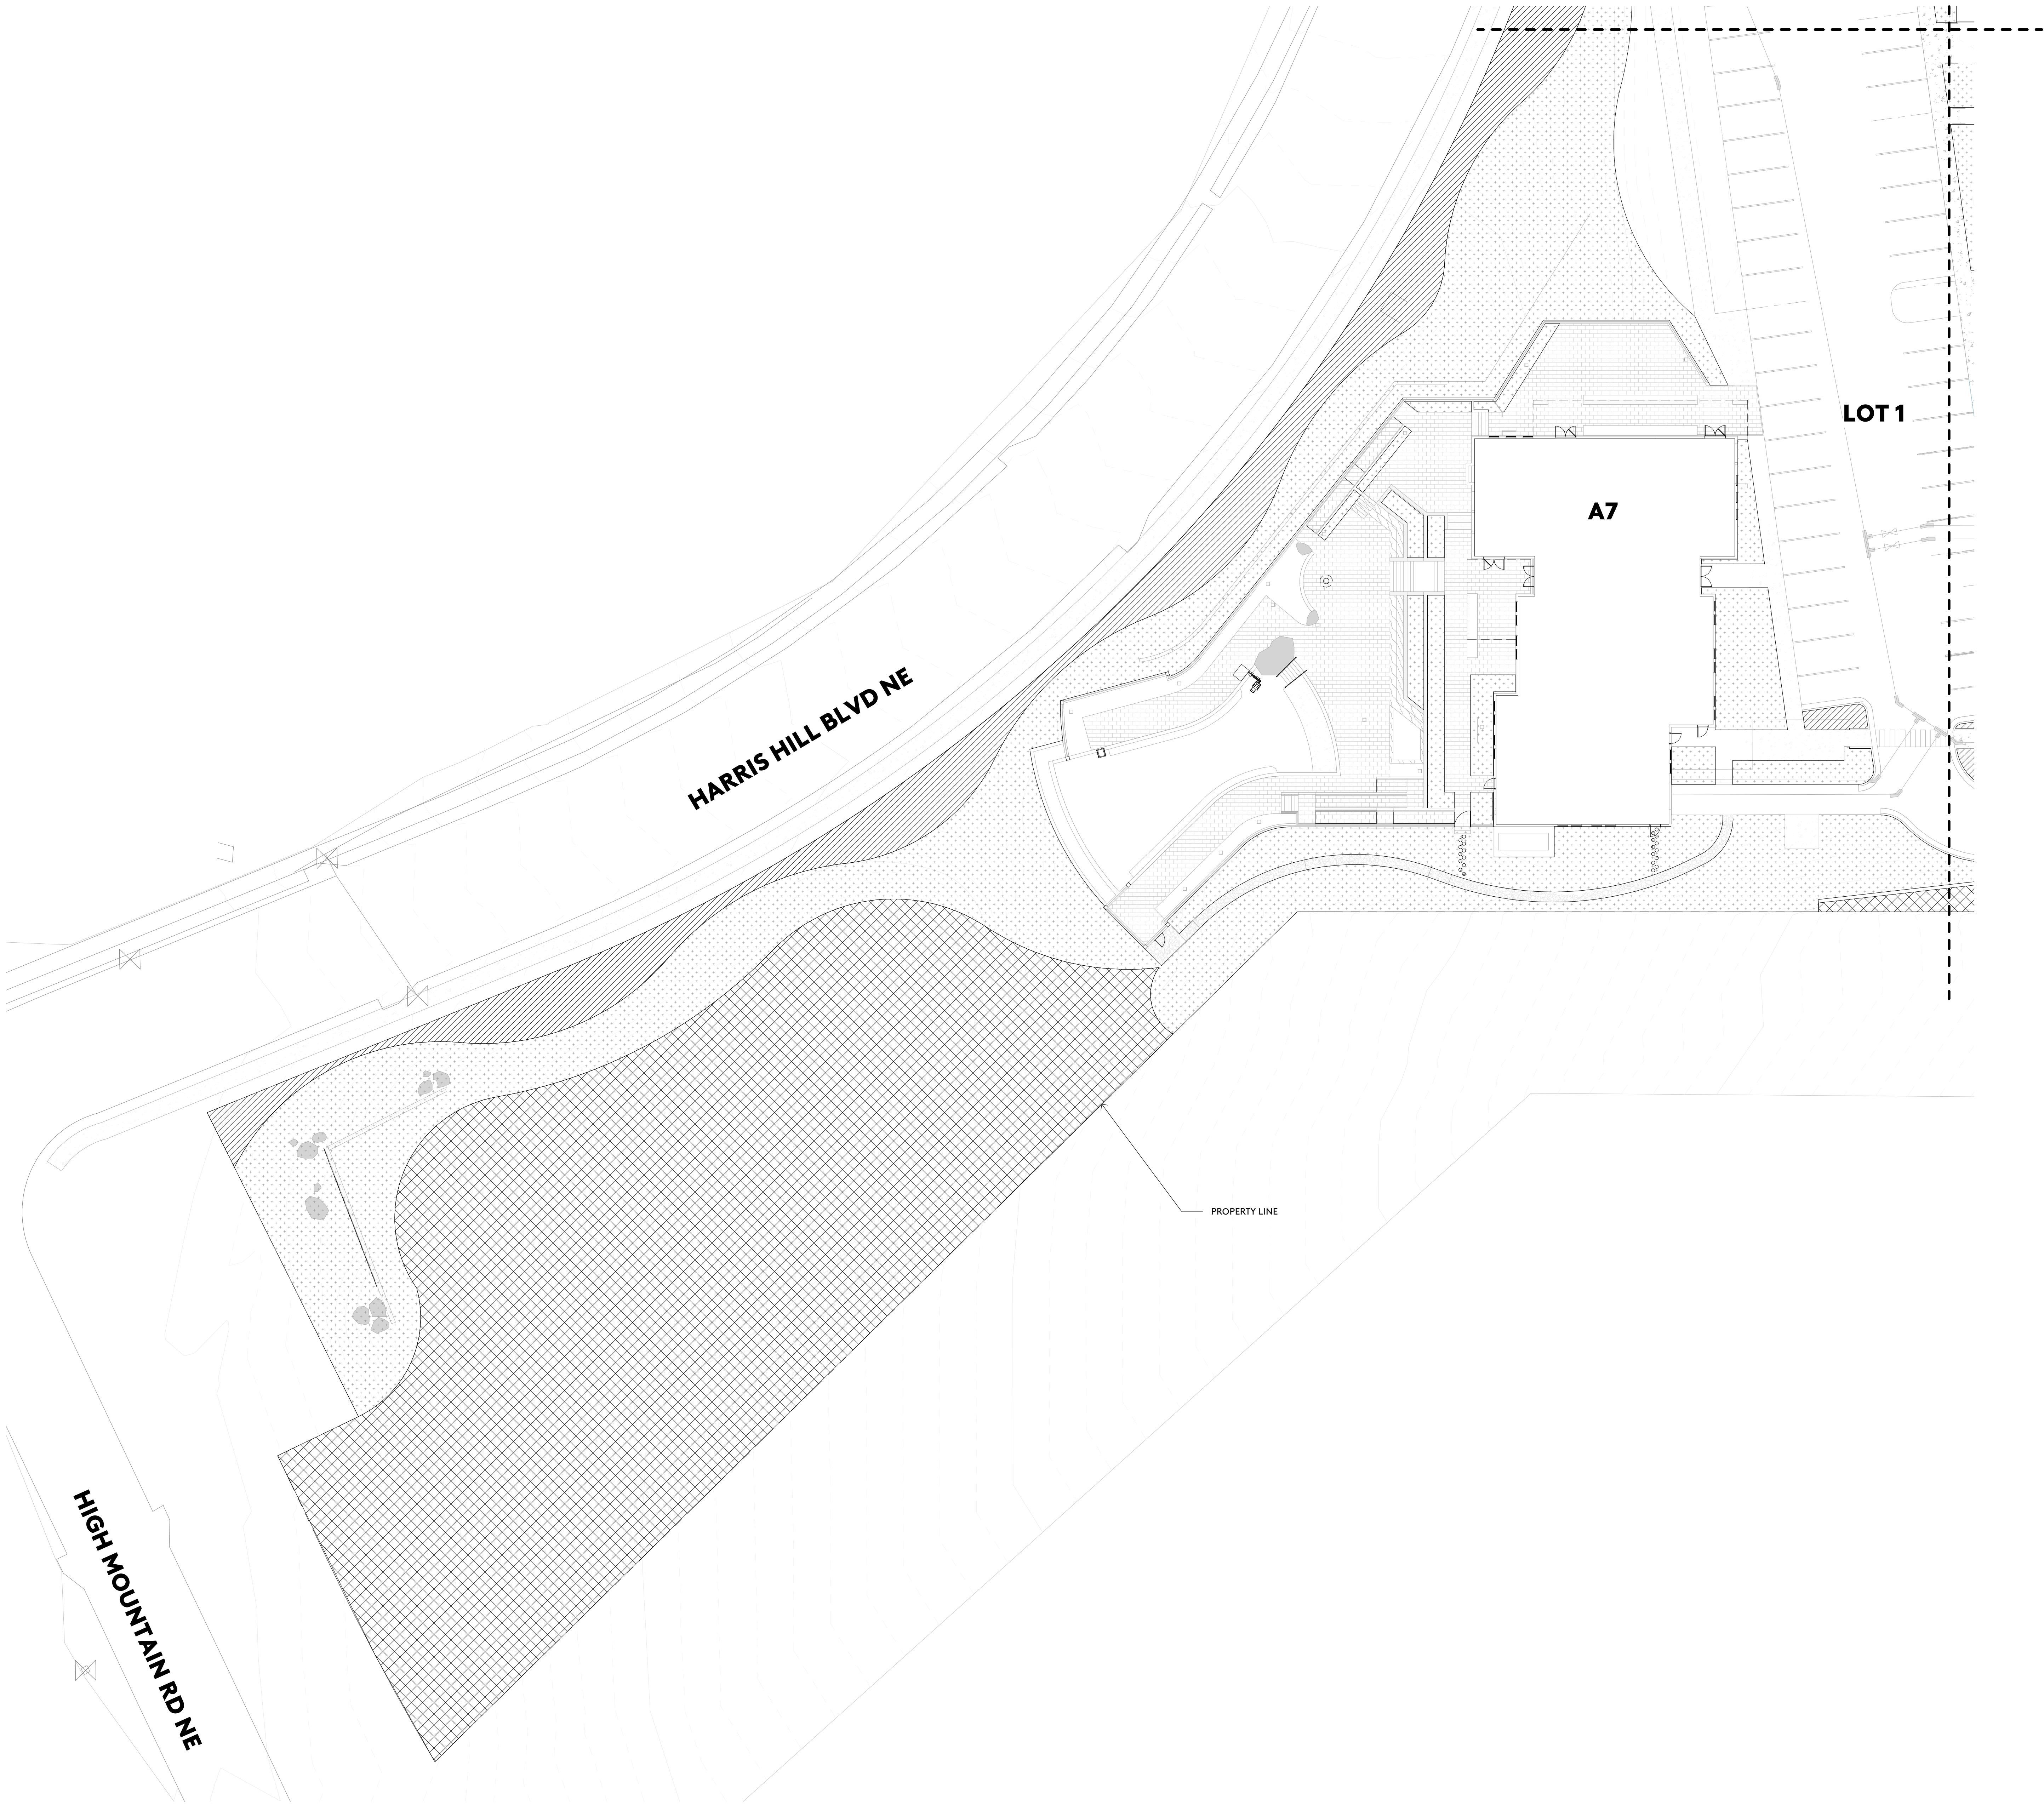 LOT 1
A7
HARRIS HILL BLVD NE
PROPERTY LINE
HIGH MOUNTAIN RD NE